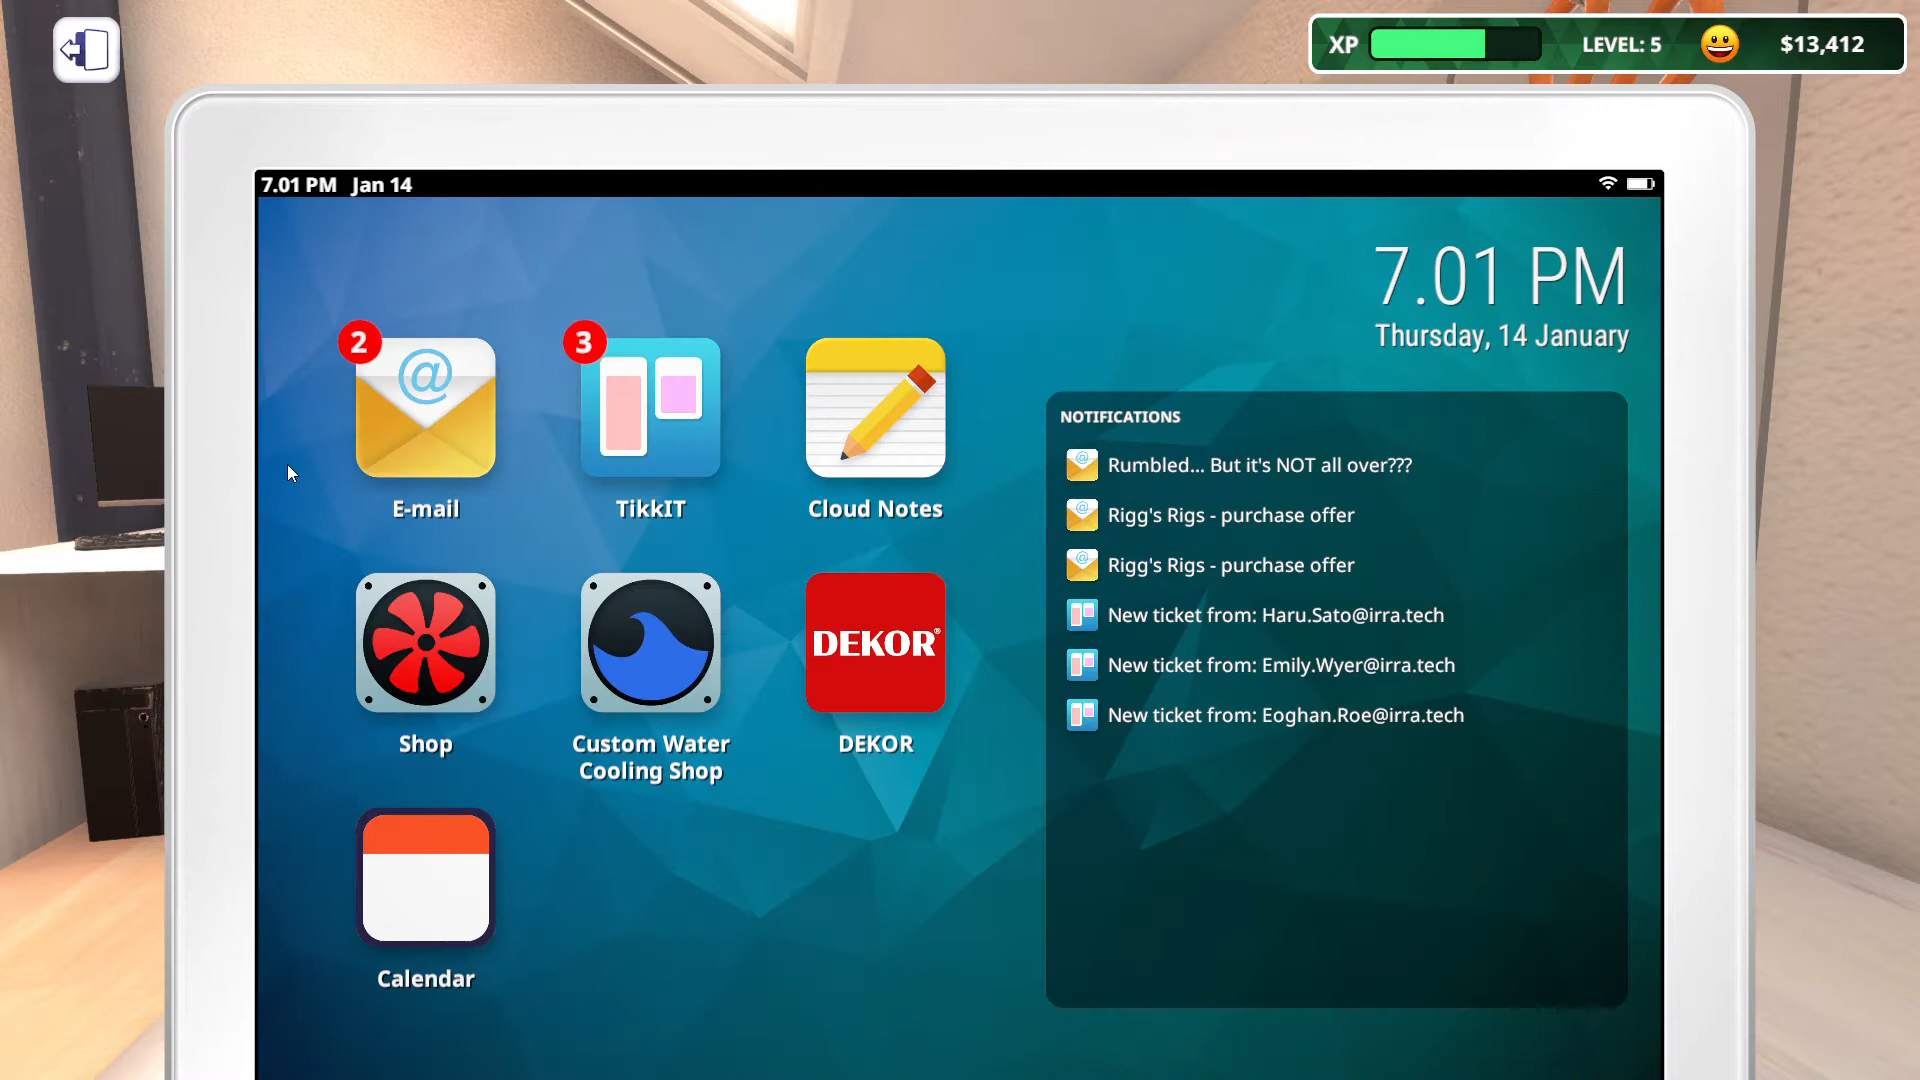 XP LEVEL: 5 $13,412
7.01 PM Jan 14
7.01 PM
Thursday, 14 January
2
3
@
E-mail
TikkIT
Cloud Notes
DEKOR®
Shop
Custom Water
Cooling Shop
DEKOR
Calendar
NOTIFICATIONS
Rumbled... But it's NOT all over???
Rigg's Rigs - purchase offer
Rigg's Rigs - purchase offer
New ticket from: Haru.Sato@irra.tech
New ticket from: Emily.Wyer@irra.tech
New ticket from: Eoghan.Roe@irra.tech